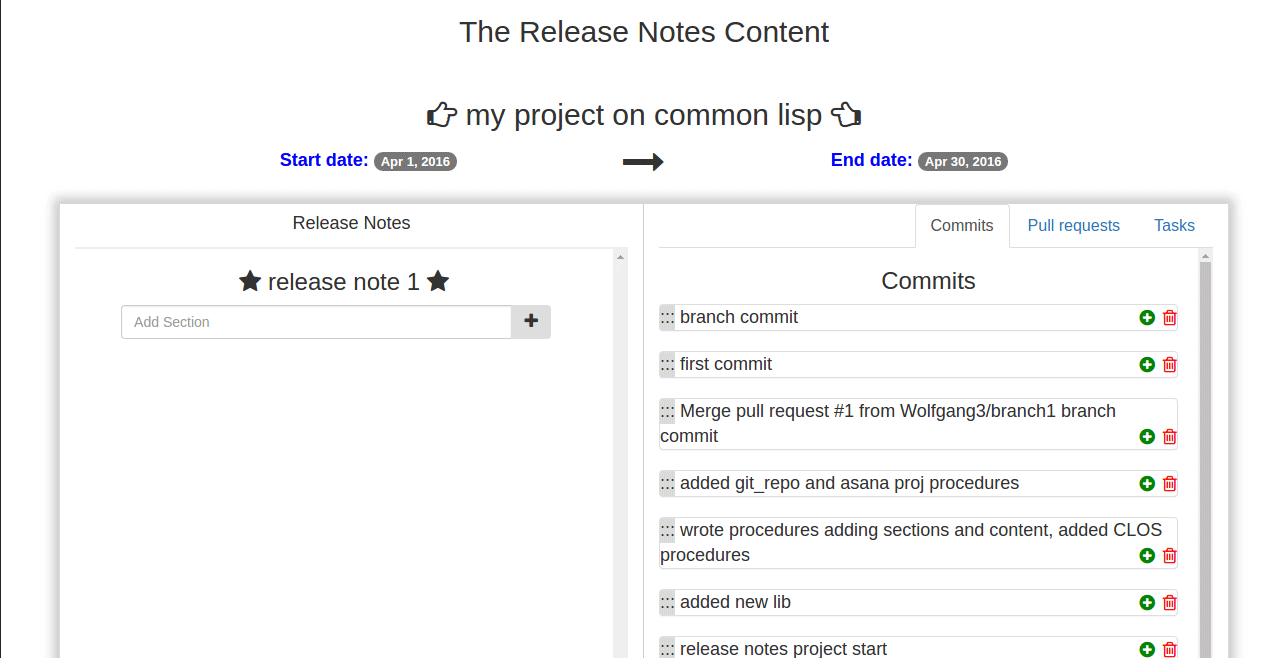 The Release Notes Content
my project on common lisp
Start date: Apr 1, 2016
End date: Apr 30, 2016
Release Notes
Commits
Pull requests
Tasks
release note 1
Add Section
Commits
::: branch commit
::: first commit
::: Merge pull request #1 from Wolfgang3/branch1 branch
commit
::: added git_repo and asana proj procedures
::: wrote procedures adding sections and content, added CLOS
procedures
::: added new lib
::: release notes project start